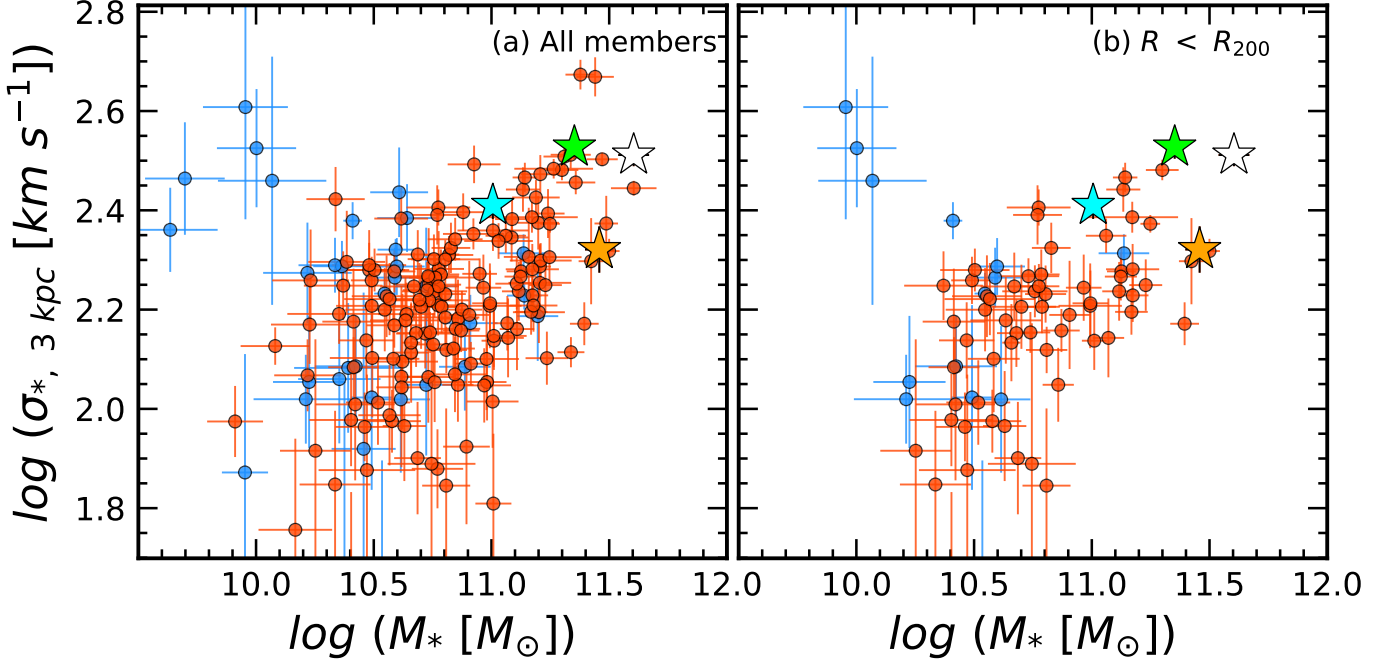 (a) All members
(b) R < R₂₀₀
log (σ*, 3 kpc [km s⁻¹])
2.8
2.6
2.4
2.2
2.0
1.8
10.0 10.5 11.0 11.5 12.0
10.0 10.5 11.0 11.5 12.0
log (M* [M⊙])
log (M* [M⊙])